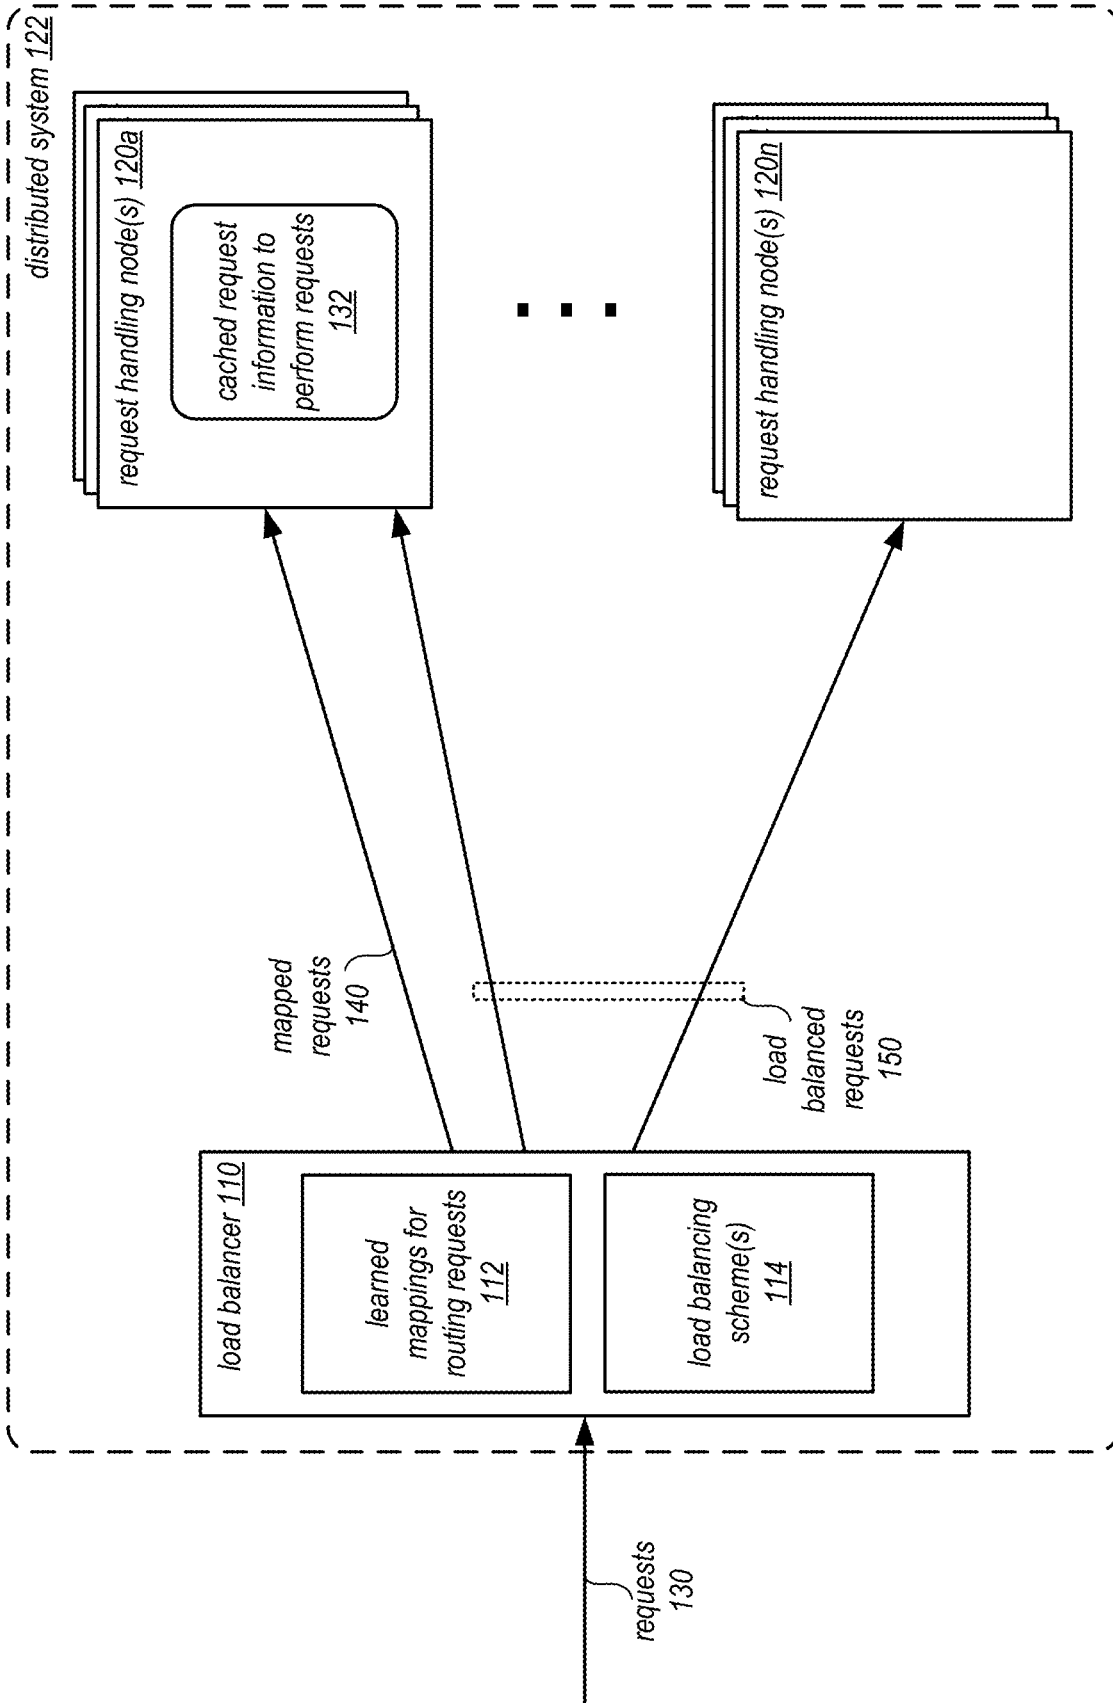 distributed system 122
request handling node(s) 120a
cached request
information to
perform requests
132
request handling node(s) 120n
mapped
requests
140
load
balanced
requests
150
load balancer 110
learned
mappings for
routing requests
112
load balancing
scheme(s)
114
requests
130